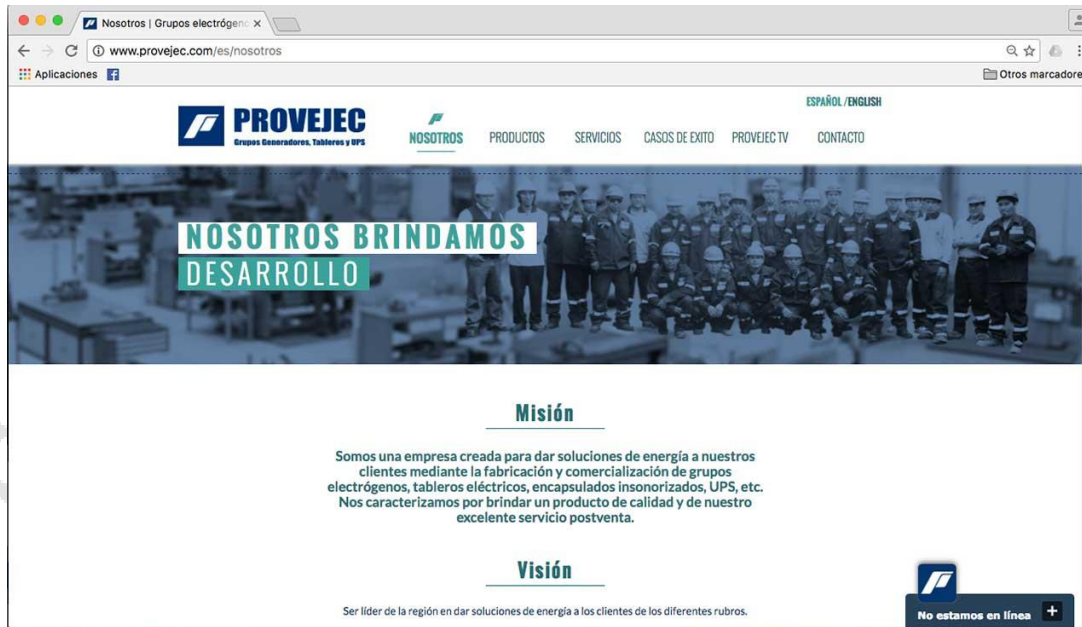 Nosotros | Grupos electrógeno
www.provejec.com/es/nosotros
Aplicaciones
Otros marcadore
ESPAÑOL /ENGLISH
PROVEJEC
Grupos Generadores, Tableros y UPS
NOSOTROS PRODUCTOS SERVICIOS CASOS DE EXITO PROVEJEC TV CONTACTO
NOSOTROS BRINDAMOS
DESARROLLO
Misión
Somos una empresa creada para dar soluciones de energía a nuestros
clientes mediante la fabricación y comercialización de grupos
electrógenos, tableros eléctricos, encapsulados insonorizados, UPS, etc.
Nos caracterizamos por brindar un producto de calidad y de nuestro
excelente servicio postventa.
Visión
Ser líder de la región en dar soluciones de energía a los clientes de los diferentes rubros.
No estamos en línea